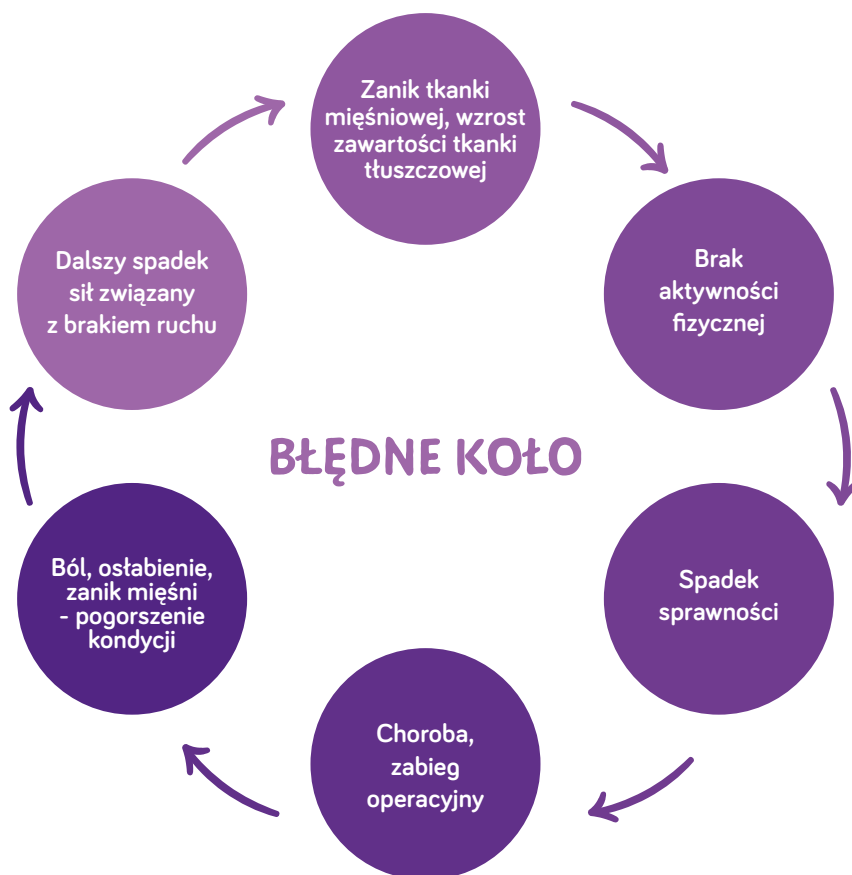 Zanik tkanki
mięśniowej, wzrost
zawartości tkanki
tłuszczowej
Brak
aktywności
fizycznej
Spadek
sprawności
Choroba,
zabieg
operacyjny
Ból, osłabienie,
zanik mięśni
- pogorszenie
kondycji
Dalszy spadek
sił związany
z brakiem ruchu
BŁĘDNE KOŁO